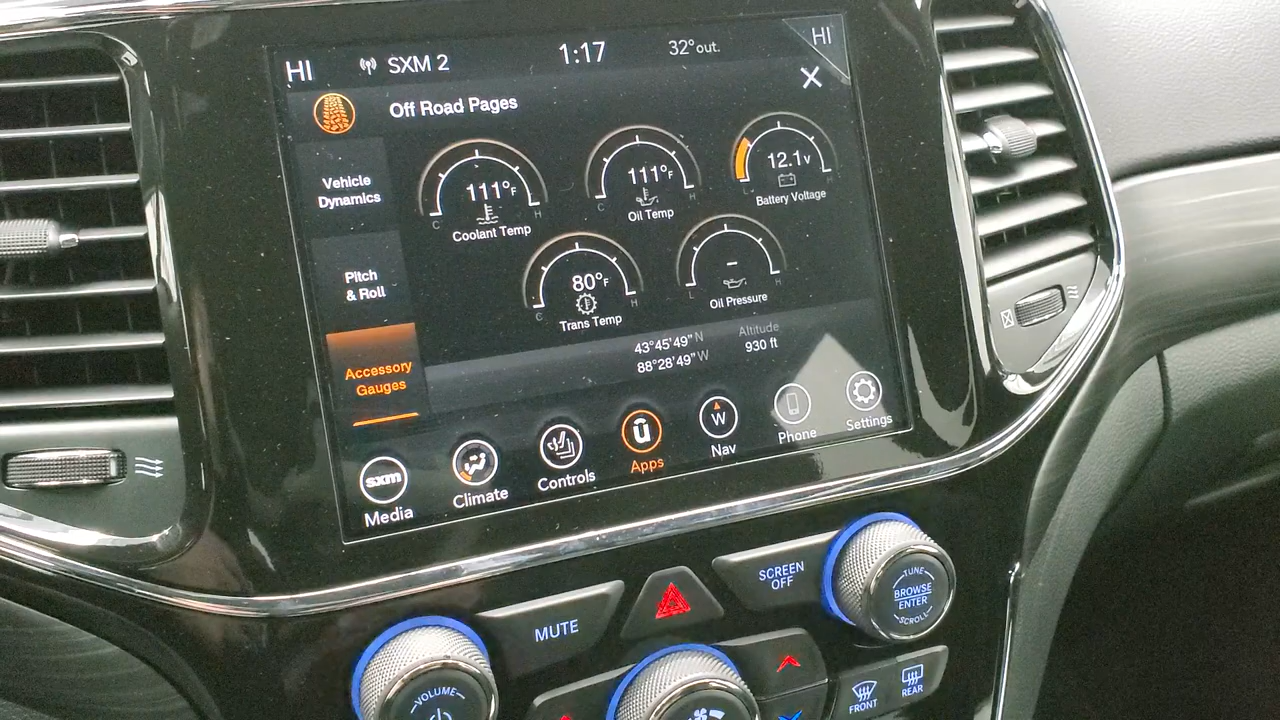 HI
SXM 2
1:17
32° out.
HI
Off Road Pages
Vehicle
Dynamics
Pitch
& Roll
Accessory
Gauges
111°F
C H
Coolant Temp
111°F
C H
Oil Temp
12.1v
L H
Battery Voltage
80°F
C H
Trans Temp
-
L H
Oil Pressure
43°45'49" N
88°28'49" W
Altitude
930 ft
sxm
Media
Climate
Controls
u
Apps
W
Nav
Phone
Settings
MUTE
SCREEN
OFF
TUNE
BROWSE
ENTER
SCROLL
VOLUME
FRONT
REAR